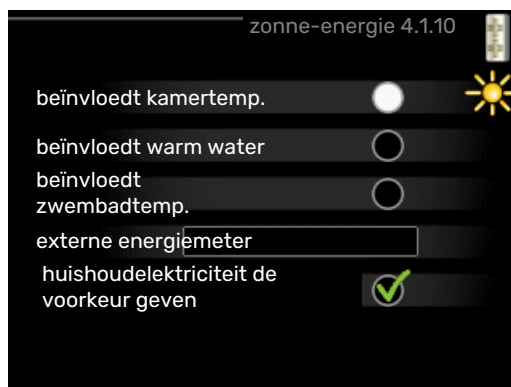 zonne-energie 4.1.10
beïnvloedt kamertemp.
beïnvloedt warm water
beïnvloedt
zwembadtemp.
externe energiemeter
huishoudelektriciteit de
voorkeur geven